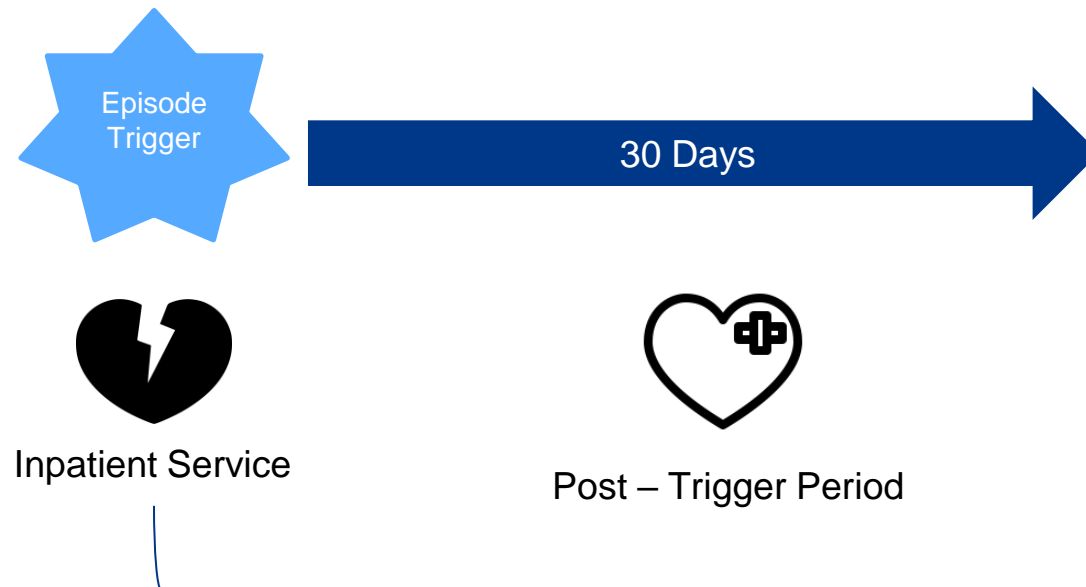 Episode
Trigger
30 Days
Inpatient Service
Post – Trigger Period